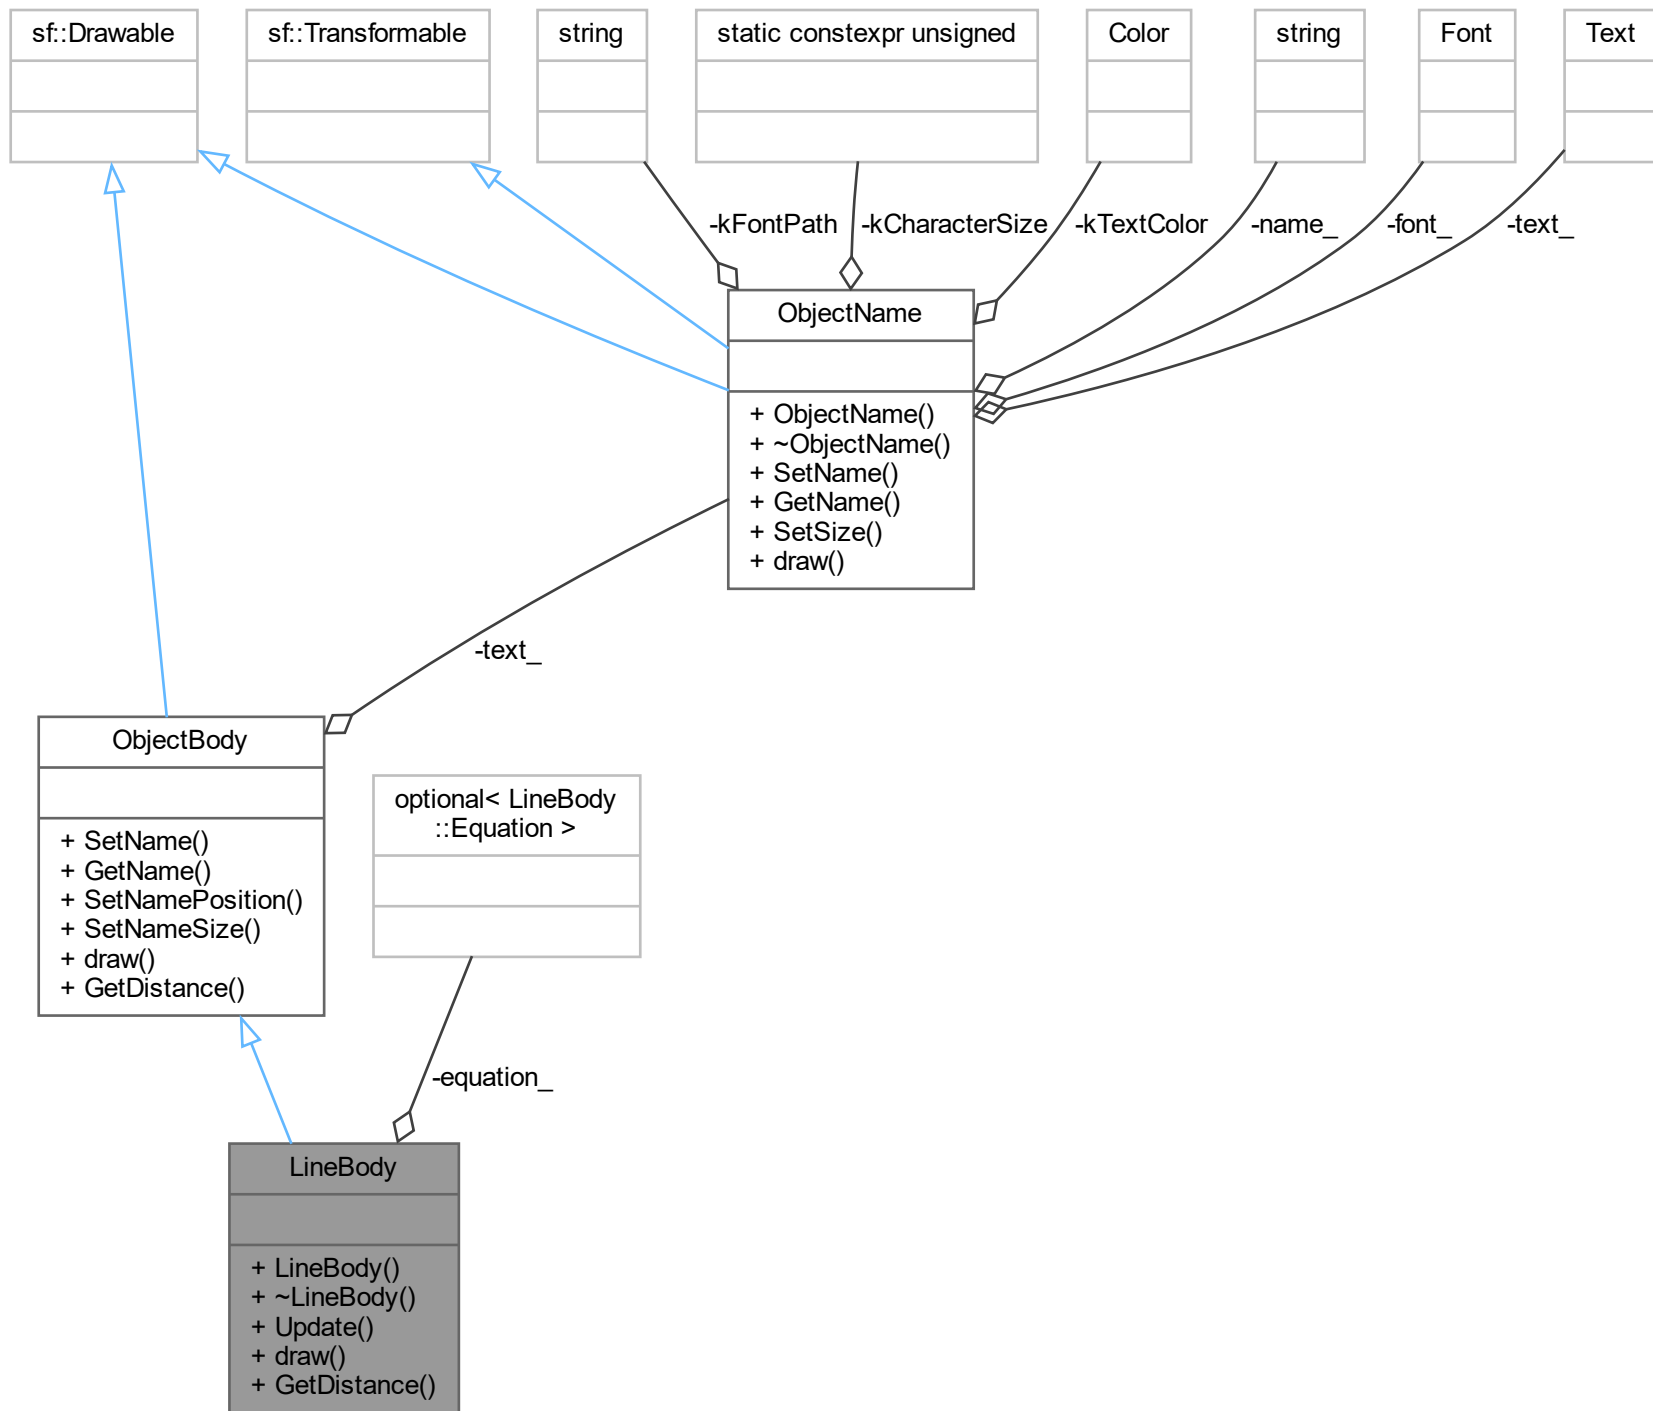 sf::Drawable
sf::Transformable
string
static constexpr unsigned
Color
string
Font
Text
-kFontPath
-kCharacterSize
-kTextColor
-name_
-font_
-text_
ObjectName
+ ObjectName()
+ ~ObjectName()
+ SetName()
+ GetName()
+ SetSize()
+ draw()
-text_
ObjectBody
+ SetName()
+ GetName()
+ SetNamePosition()
+ SetNameSize()
+ draw()
+ GetDistance()
optional< LineBody
::Equation >
-equation_
LineBody
+ LineBody()
+ ~LineBody()
+ Update()
+ draw()
+ GetDistance()